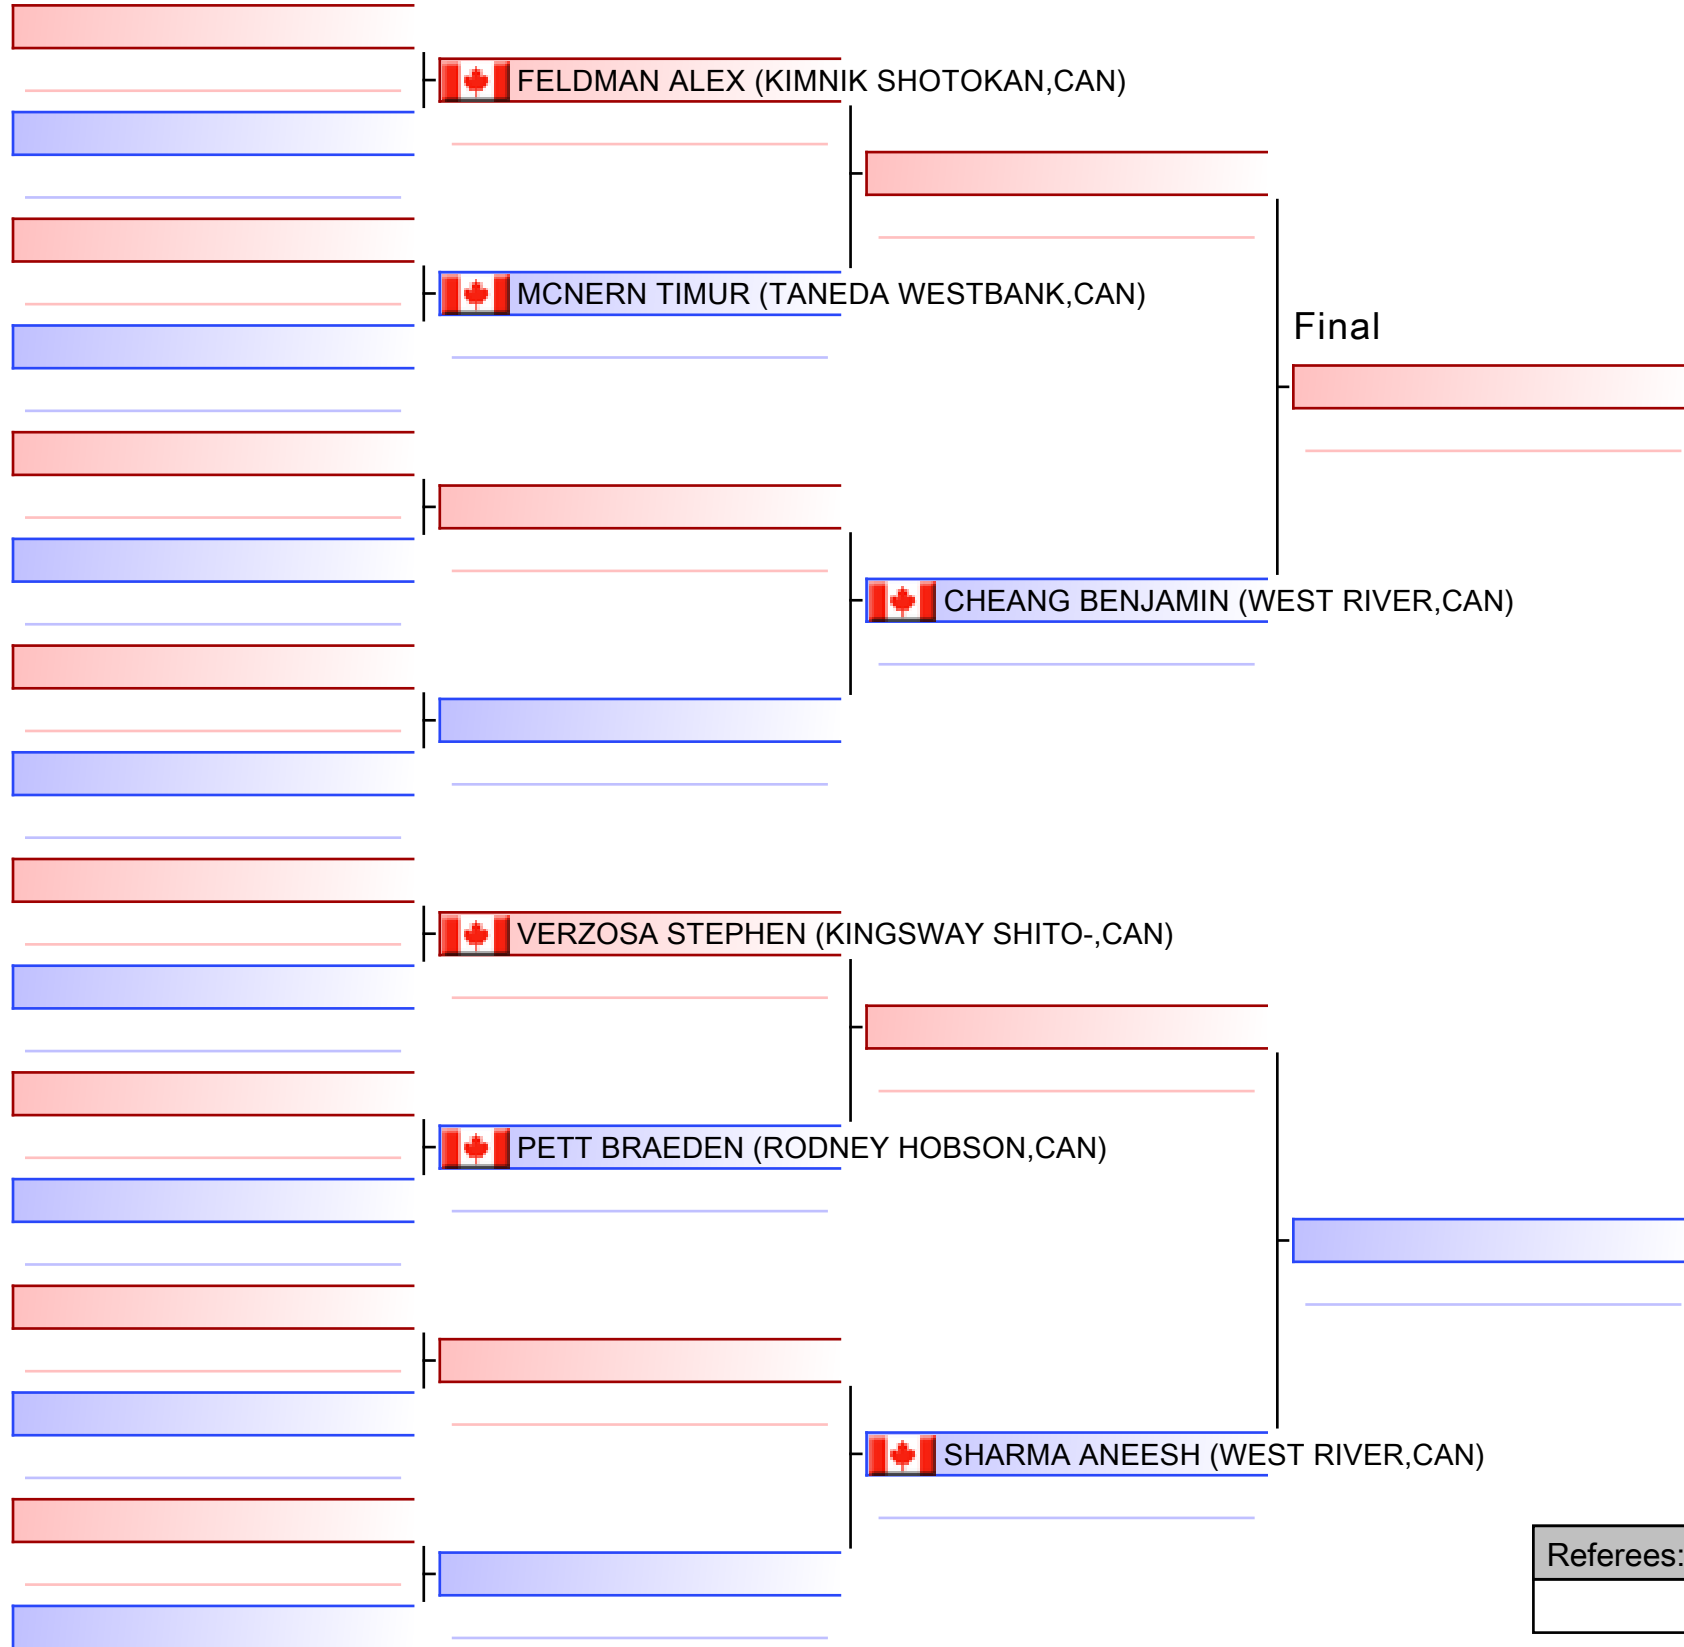 FELDMAN ALEX (KIMNIK SHOTOKAN,CAN)
MCNERN TIMUR (TANEDA WESTBANK,CAN)
Final
CHEANG BENJAMIN (WEST RIVER,CAN)
VERZOSA STEPHEN (KINGSWAY SHITO-,CAN)
PETT BRAEDEN (RODNEY HOBSON,CAN)
SHARMA ANEESH (WEST RIVER,CAN)
Referees: